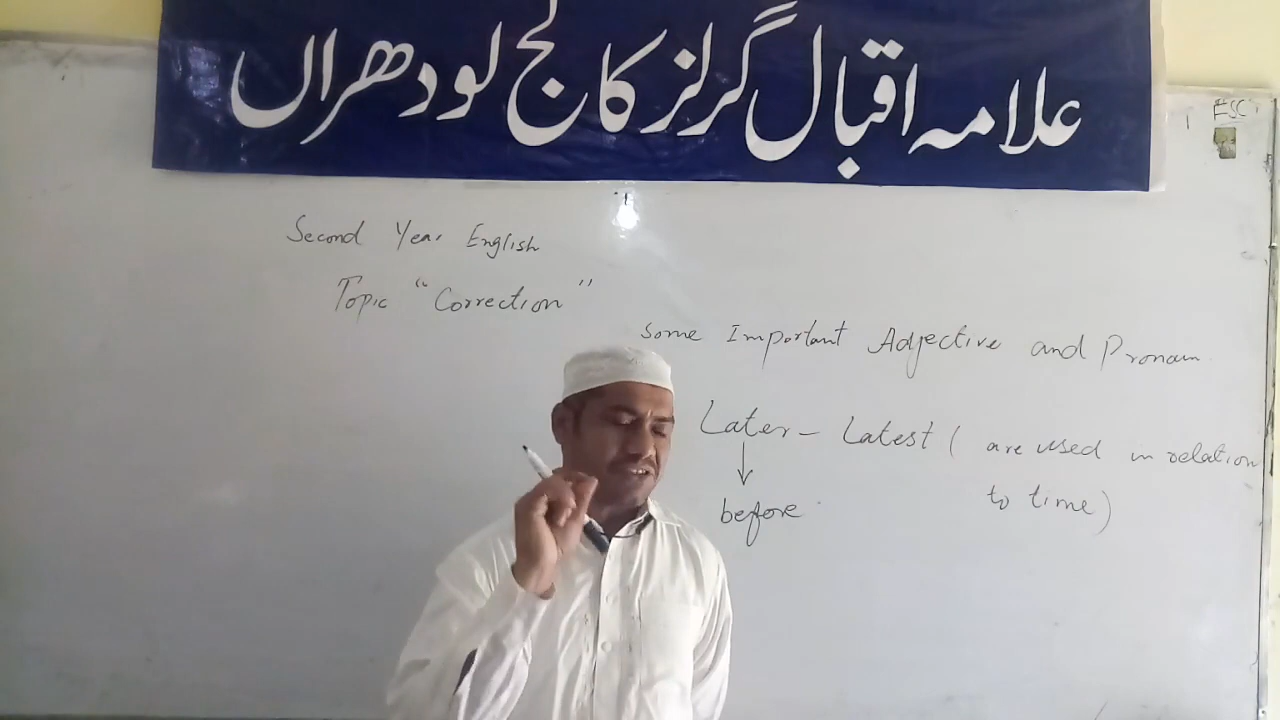 علامہ اقبال گرلز کالج لودھراں
FSC
Second Year English
Topic "Correction"
Some Important Adjective and Pronoun
Later – Latest ( are used in relation
to time)
before